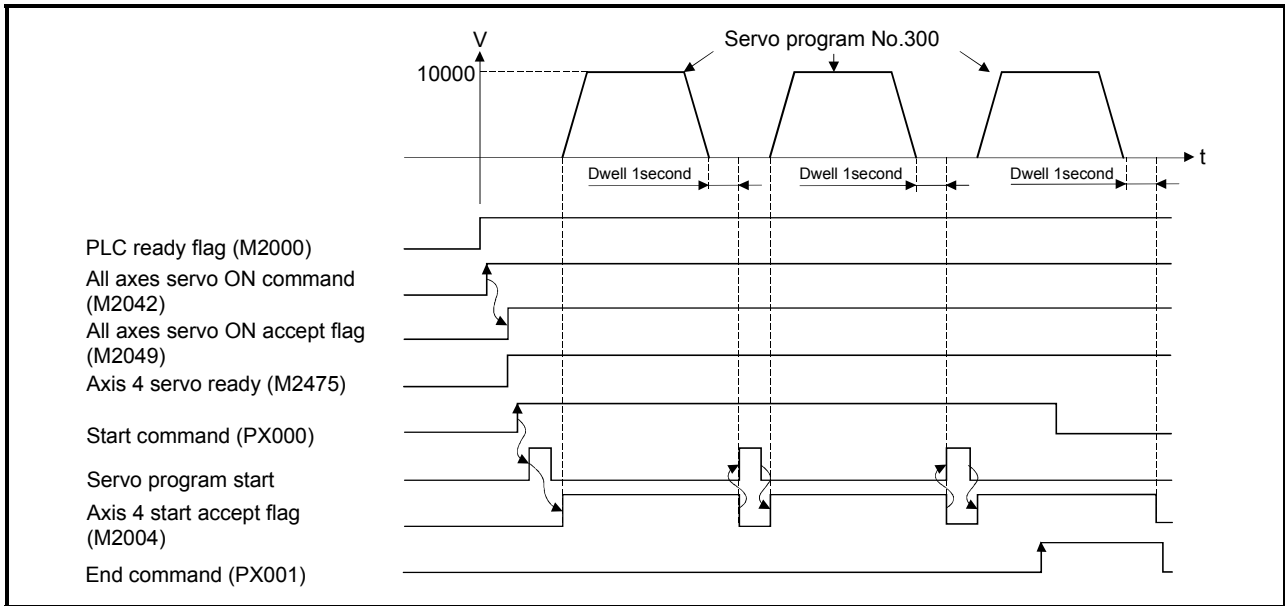 V
Servo program No.300
10000
t
Dwell 1second
Dwell 1second
Dwell 1second
PLC ready flag (M2000)
All axes servo ON command
(M2042)
All axes servo ON accept flag
(M2049)
Axis 4 servo ready (M2475)
Start command (PX000)
Servo program start
Axis 4 start accept flag
(M2004)
End command (PX001)